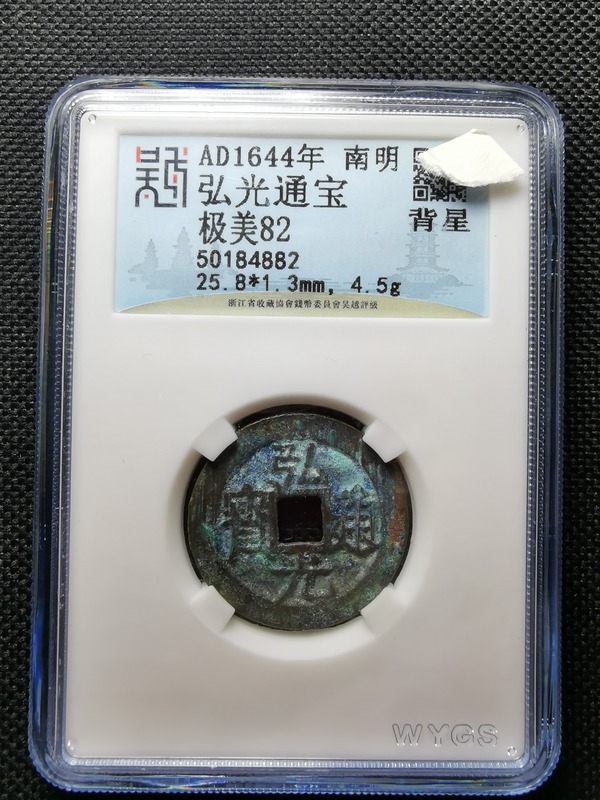 AD1644年 南明
弘光通宝
背星
极美82
50184882
25.8*1.3mm, 4.5g
浙江省收藏協會錢幣委員會吴越評級
弘
寶 通
光
WYGS